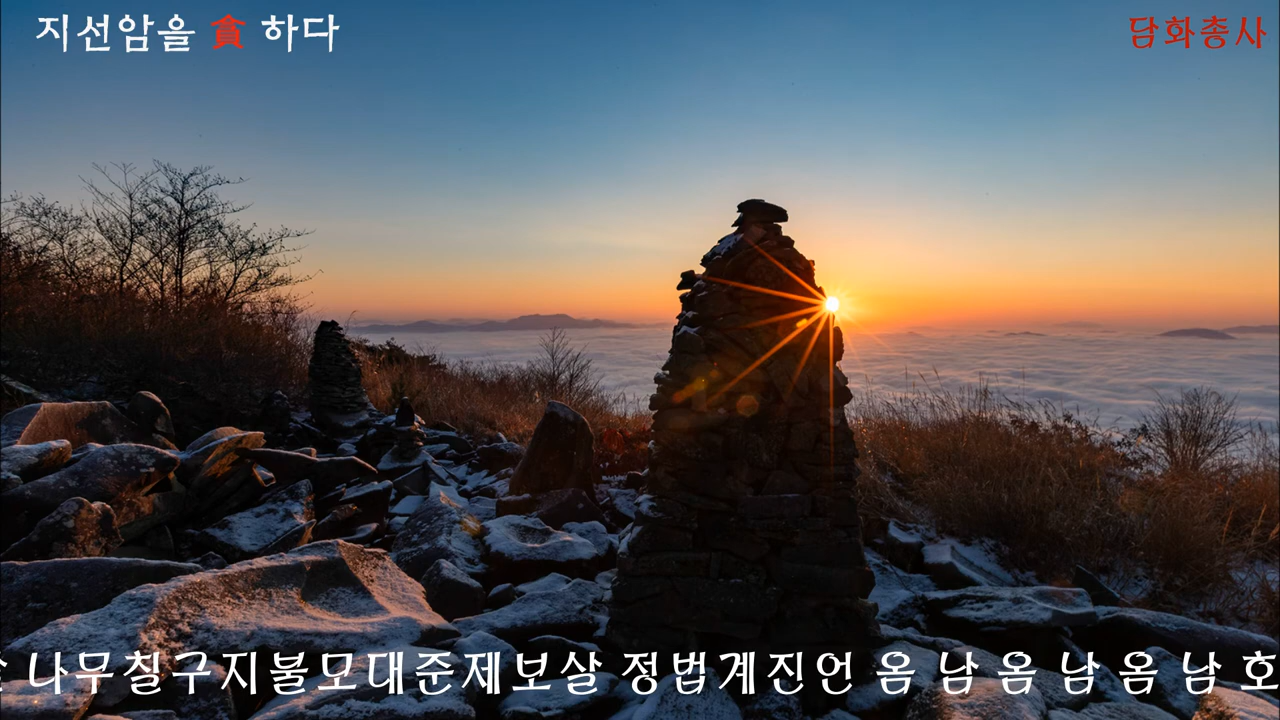 지선암을 貪 하다
담화총사
나무칠구지불모대준제보살 정법계진언 옴 남 옴 남 옴 남 호